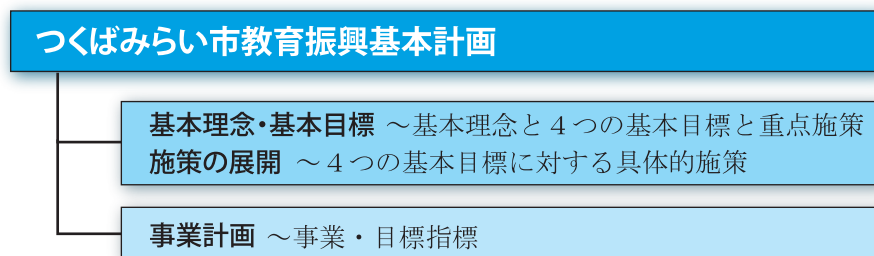 つくばみらい市教育振興基本計画
基本理念・基本目標 ～基本理念と４つの基本目標と重点施策
施策の展開 ～４つの基本目標に対する具体的施策
事業計画 ～事業・目標指標